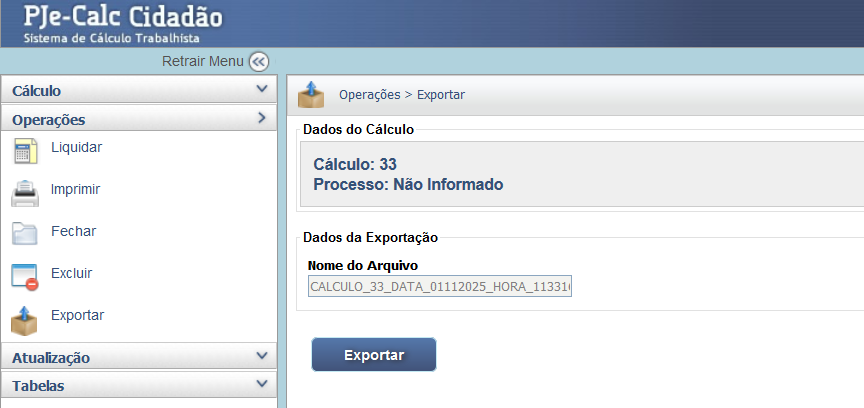 PJe-Calc Cidadão
Sistema de Cálculo Trabalhista
Retrair Menu
Cálculo
Operações
Liquidar
Imprimir
Fechar
Excluir
Exportar
Atualização
Tabelas
Operações > Exportar
Dados do Cálculo
Cálculo: 33
Processo: Não Informado
Dados da Exportação
Nome do Arquivo
CALCULO_33_DATA_01112025_HORA_11331
Exportar